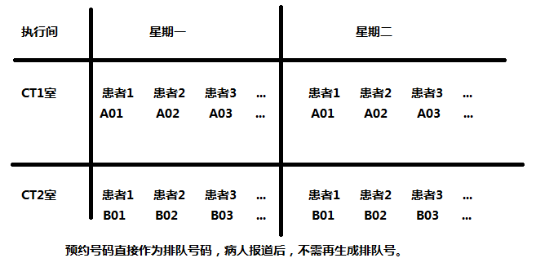 执行间 星期一 星期二
CT1室 患者1 患者2 患者3 ... 患者1 患者2 患者3 ...
A01 A02 A03 ... A01 A02 A03 ...
CT2室 患者1 患者2 患者3 ... 患者1 患者2 患者3 ...
B01 B02 B03 ... B01 B02 B03 ...
预约号码直接作为排队号码，病人报道后，不需再生成排队号。